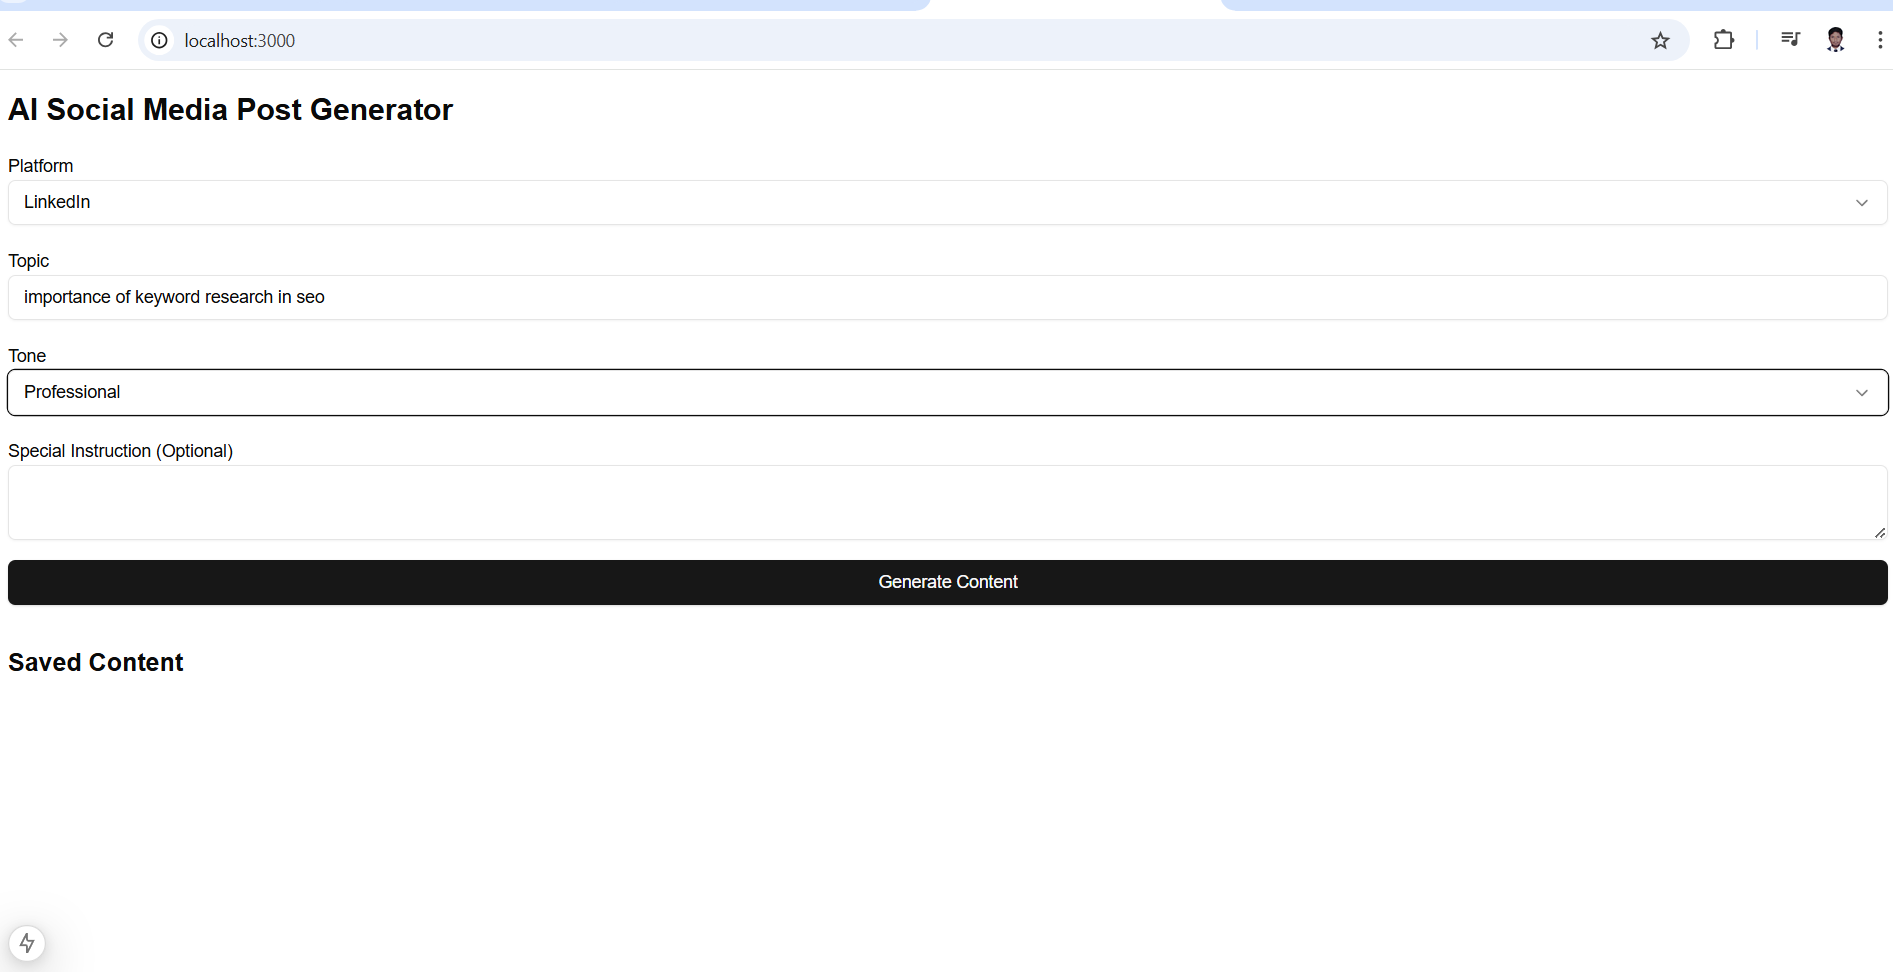 localhost:3000
AI Social Media Post Generator
Platform
LinkedIn
Topic
importance of keyword research in seo
Tone
Professional
Special Instruction (Optional)
Generate Content
Saved Content